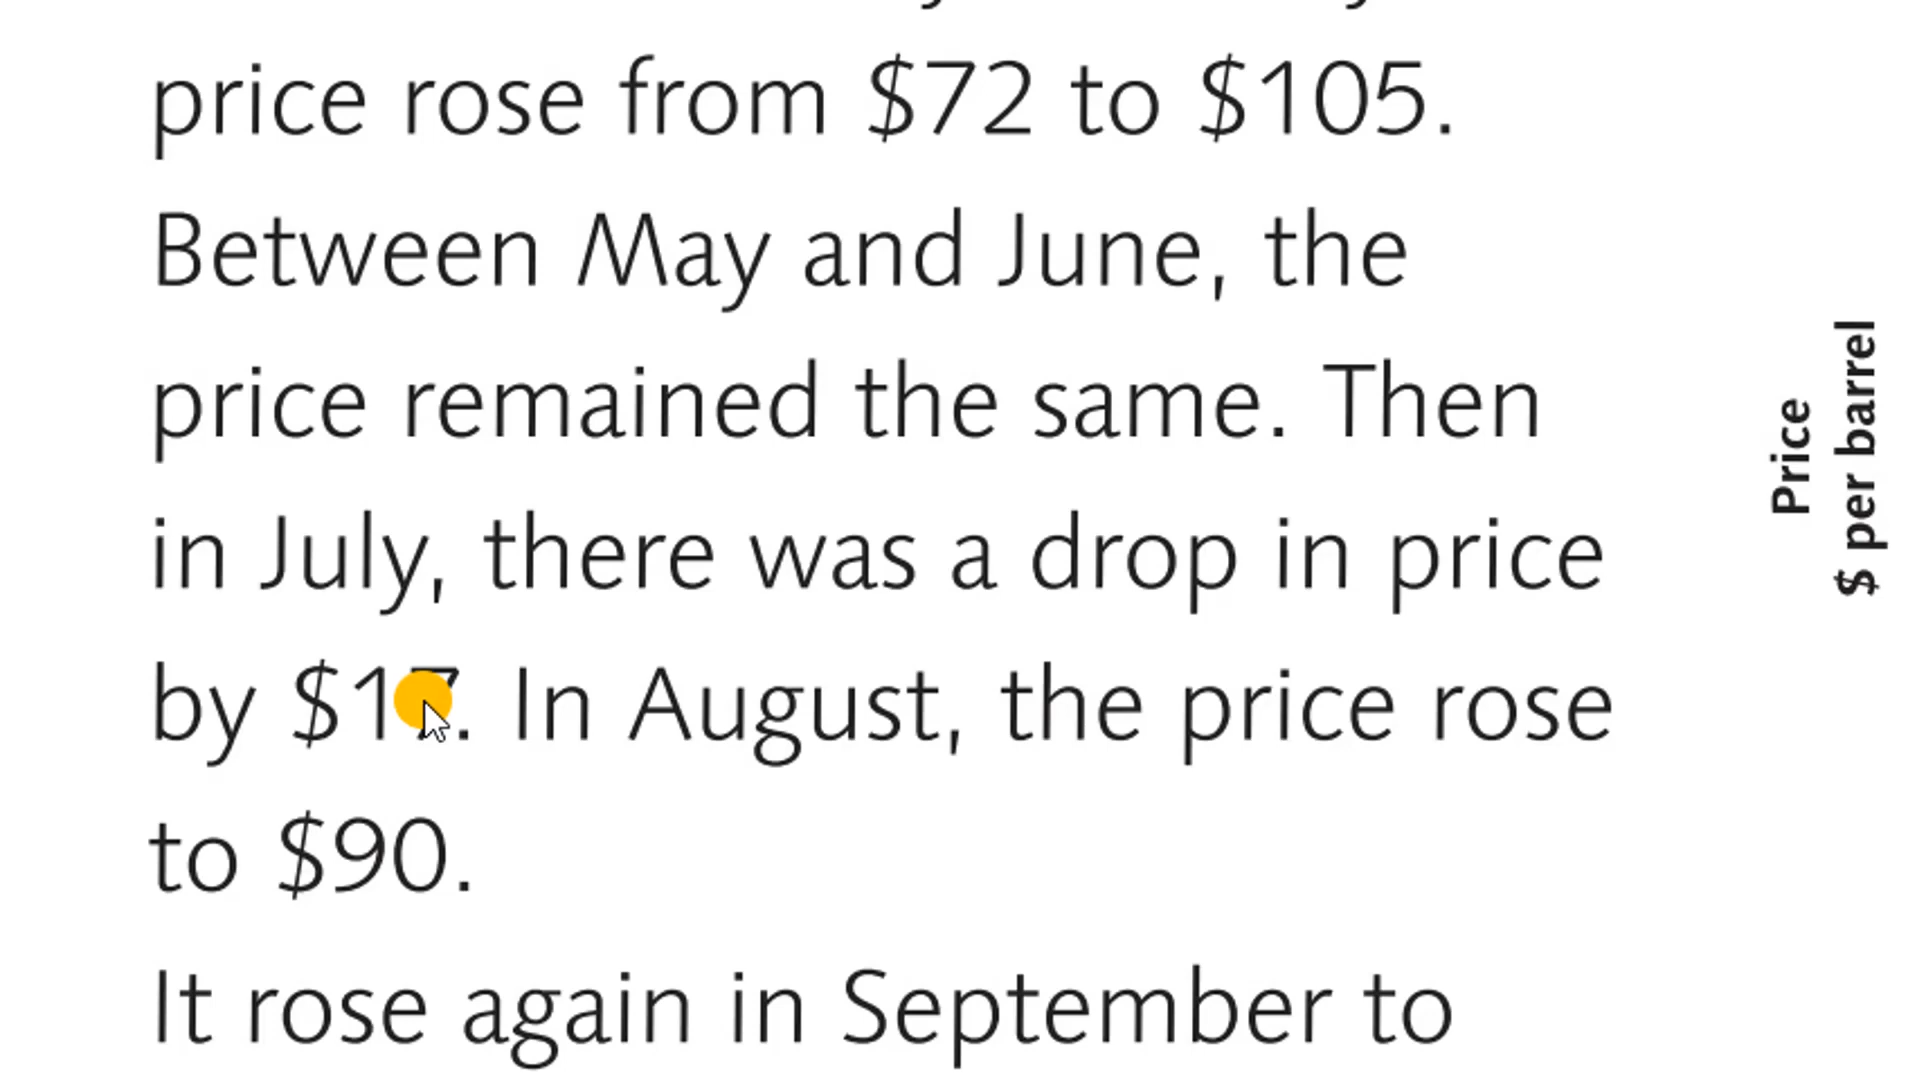 price rose from $72 to $105.
Between May and June, the
price remained the same. Then
in July, there was a drop in price
by $17. In August, the price rose
to $90.
It rose again in September to
Price
$ per barrel